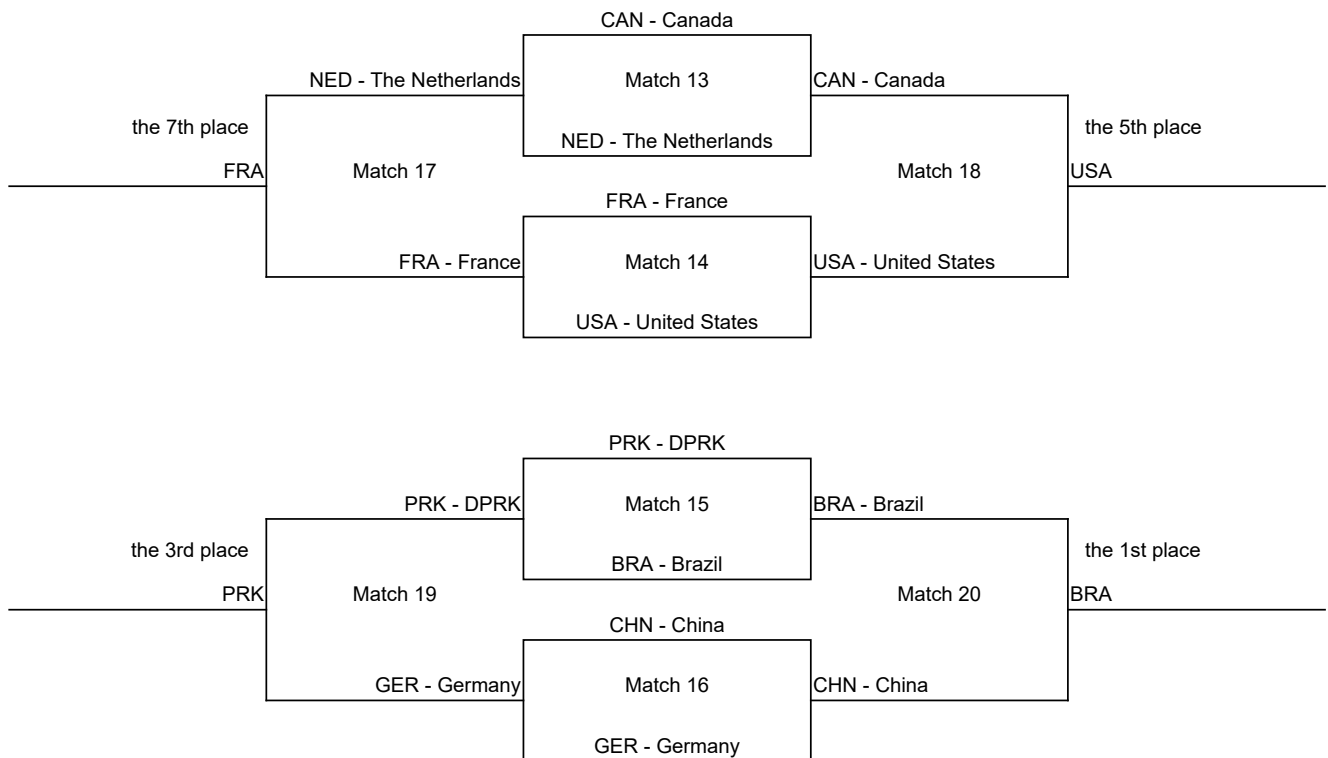 CAN - Canada
NED - The Netherlands
Match 13
CAN - Canada
the 7th place
NED - The Netherlands
the 5th place
FRA
Match 17
Match 18
USA
FRA - France
FRA - France
Match 14
USA - United States
USA - United States
PRK - DPRK
PRK - DPRK
Match 15
BRA - Brazil
the 3rd place
BRA - Brazil
the 1st place
PRK
Match 19
Match 20
BRA
CHN - China
GER - Germany
Match 16
CHN - China
GER - Germany